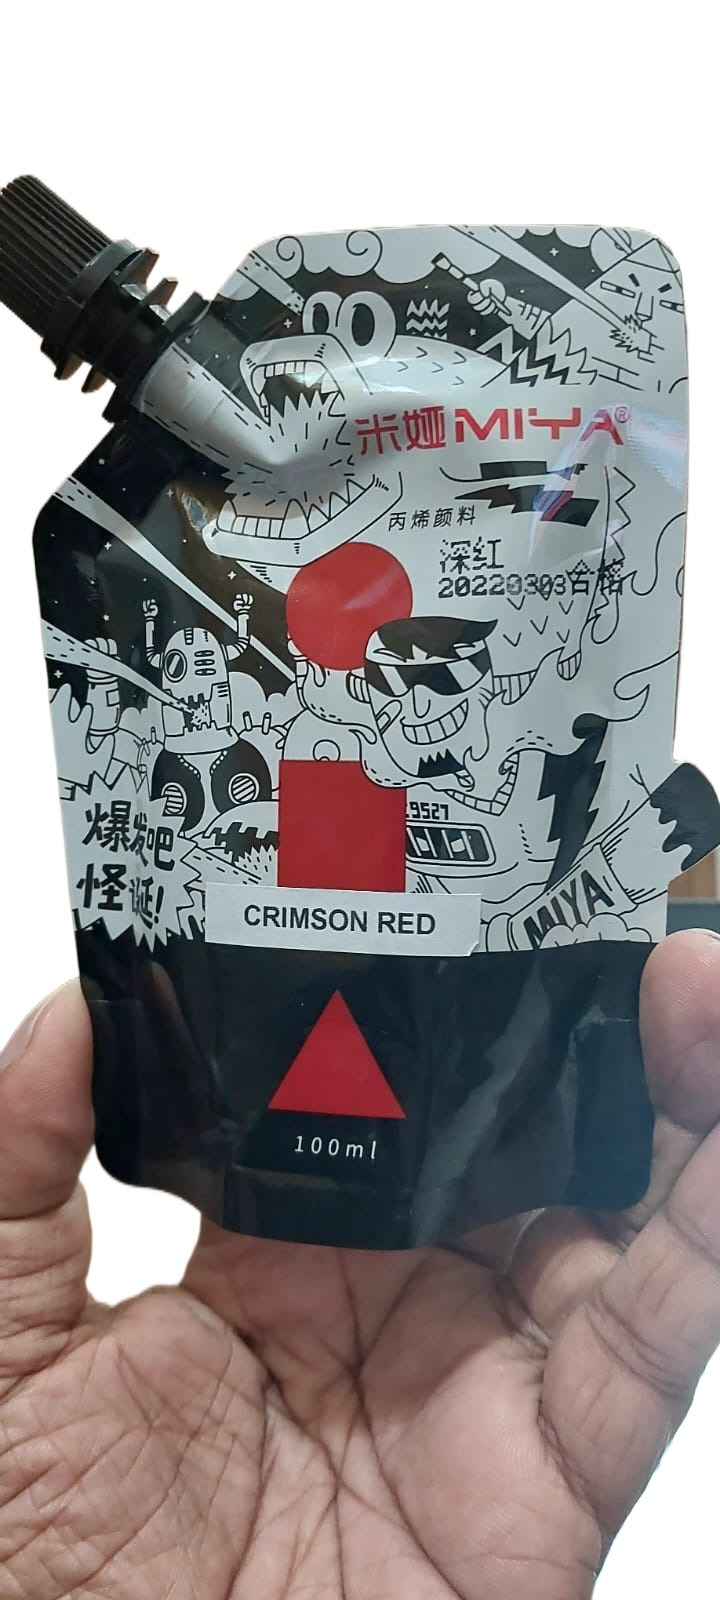 米娅MIYA®
丙烯颜料
深红
20220303合格
.9527
爆发吧
怪诞!
MIYA
CRIMSON RED
100ml